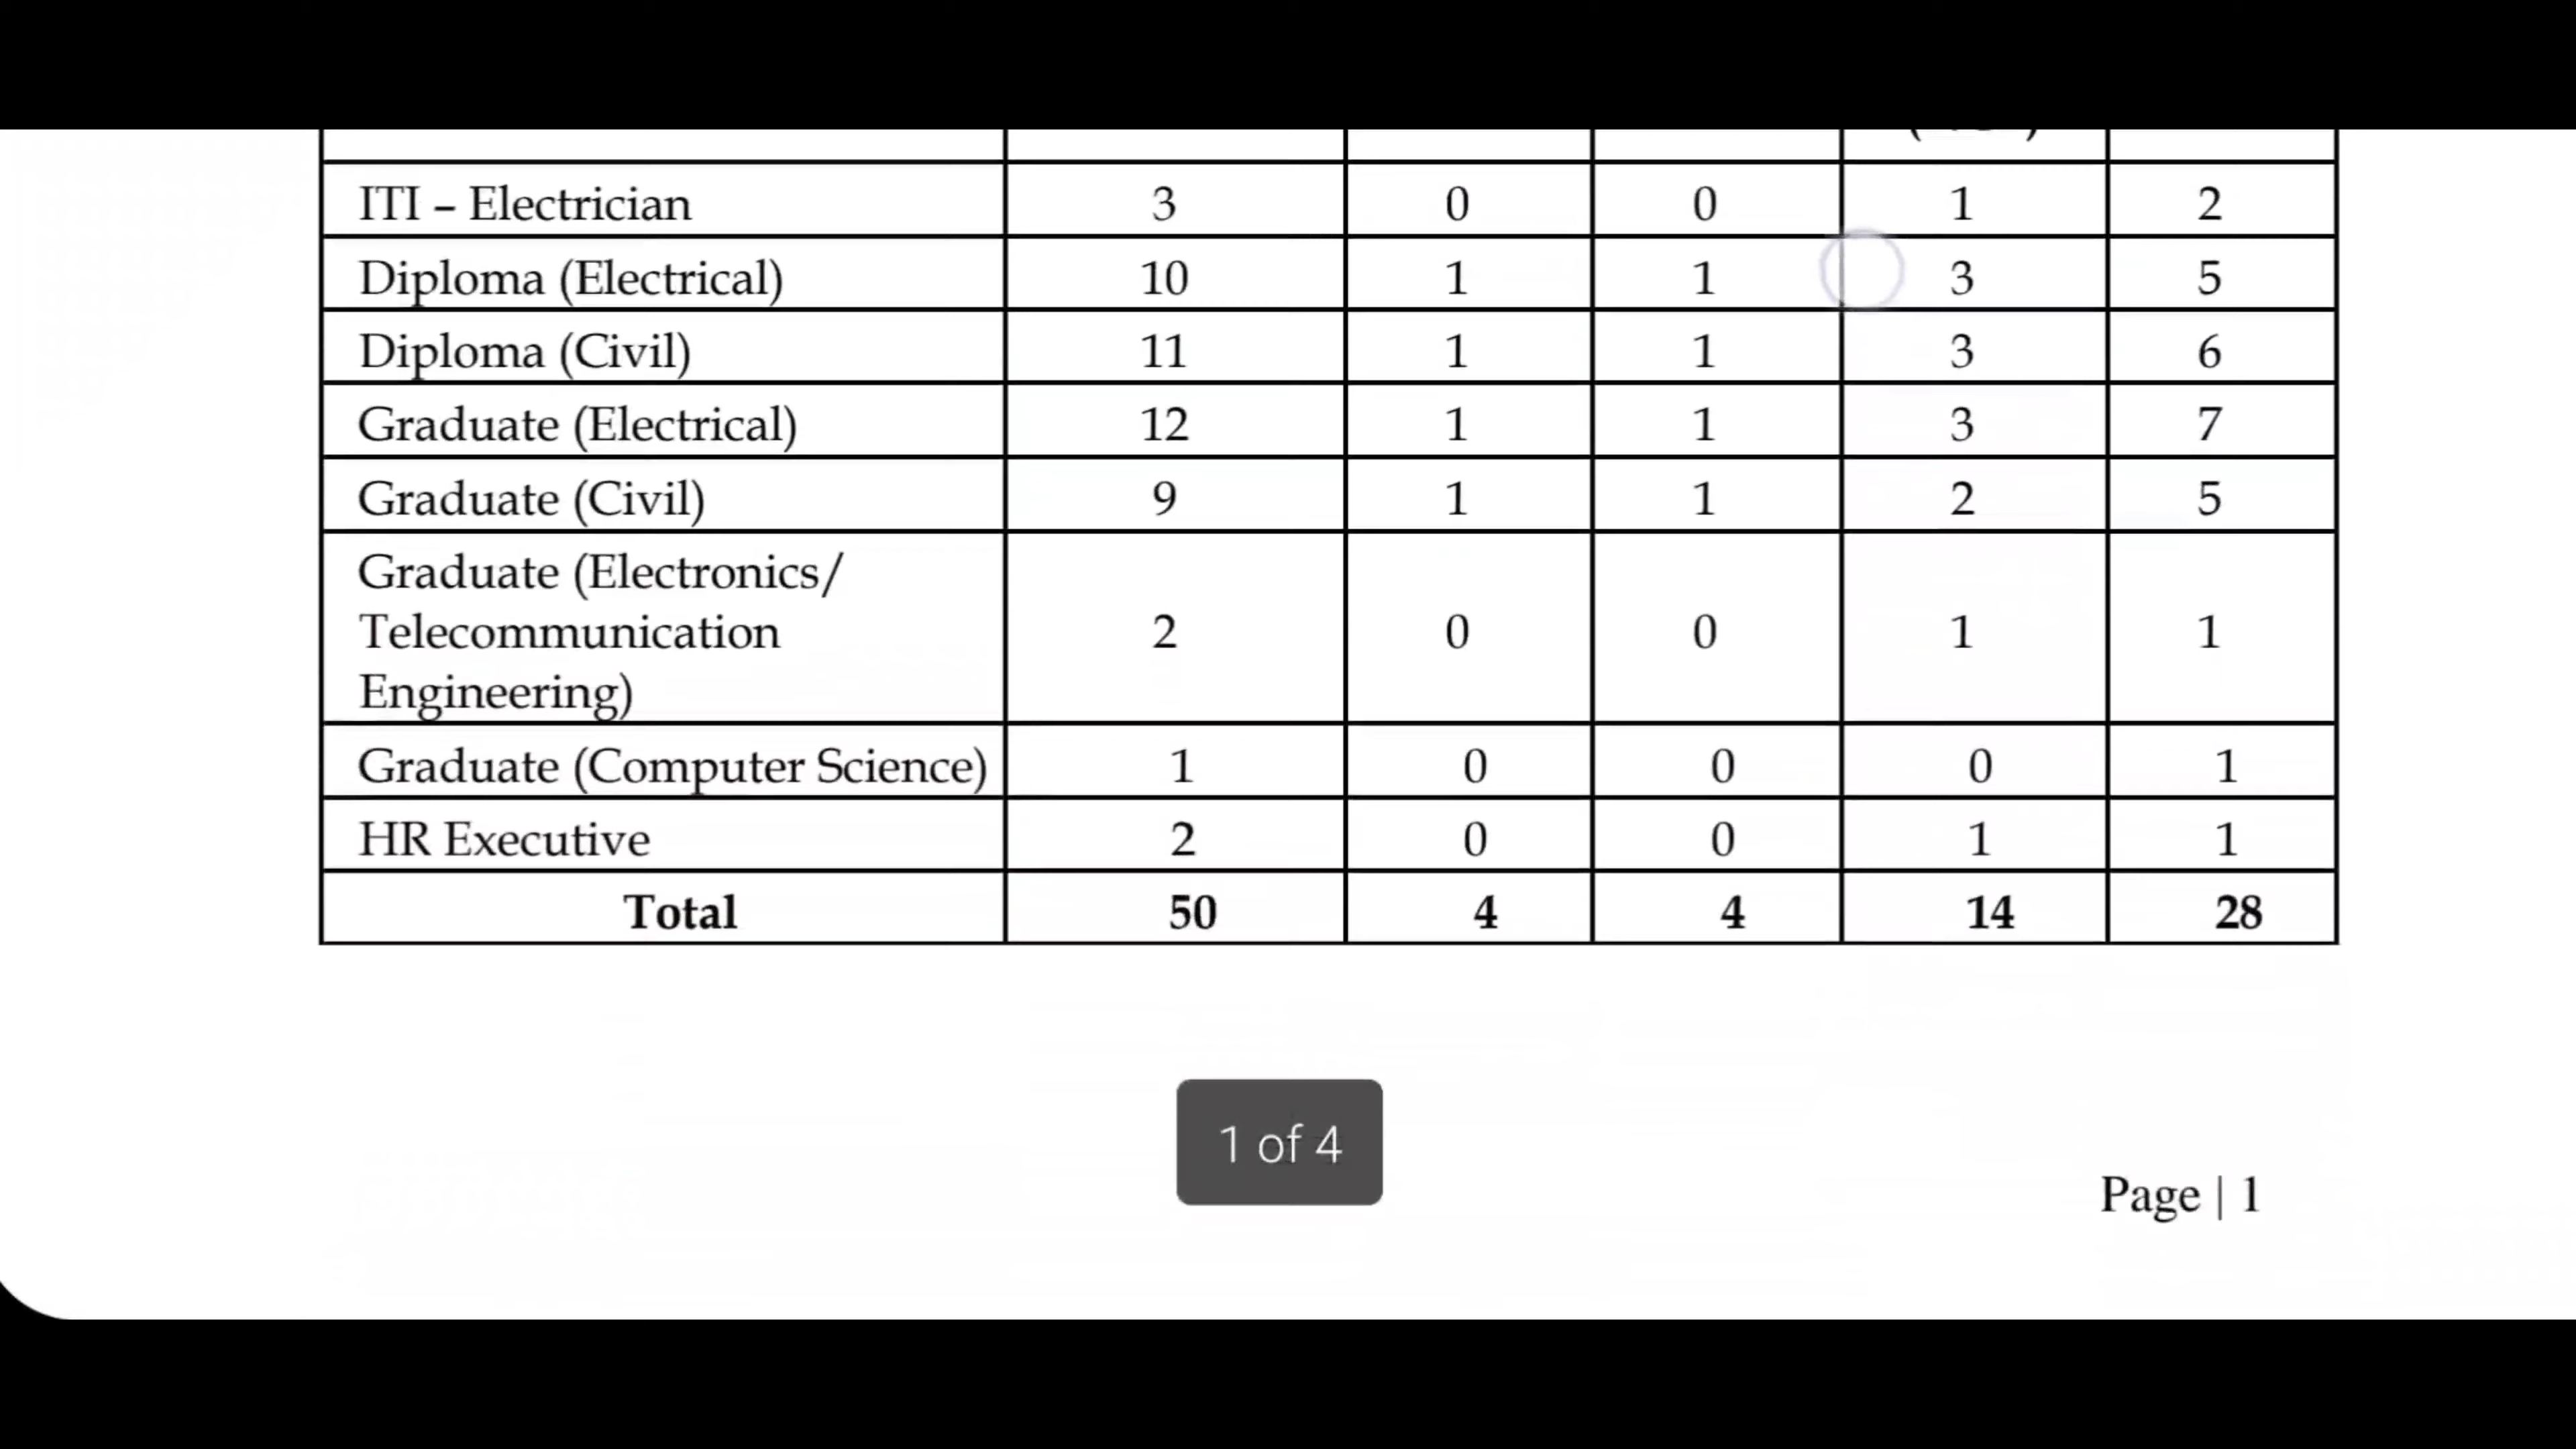 ITI – Electrician 3 0 0 1 2
Diploma (Electrical) 10 1 1 3 5
Diploma (Civil) 11 1 1 3 6
Graduate (Electrical) 12 1 1 3 7
Graduate (Civil) 9 1 1 2 5
Graduate (Electronics/
Telecommunication 2 0 0 1 1
Engineering)
Graduate (Computer Science) 1 0 0 0 1
HR Executive 2 0 0 1 1
Total 50 4 4 14 28
1 of 4
Page | 1